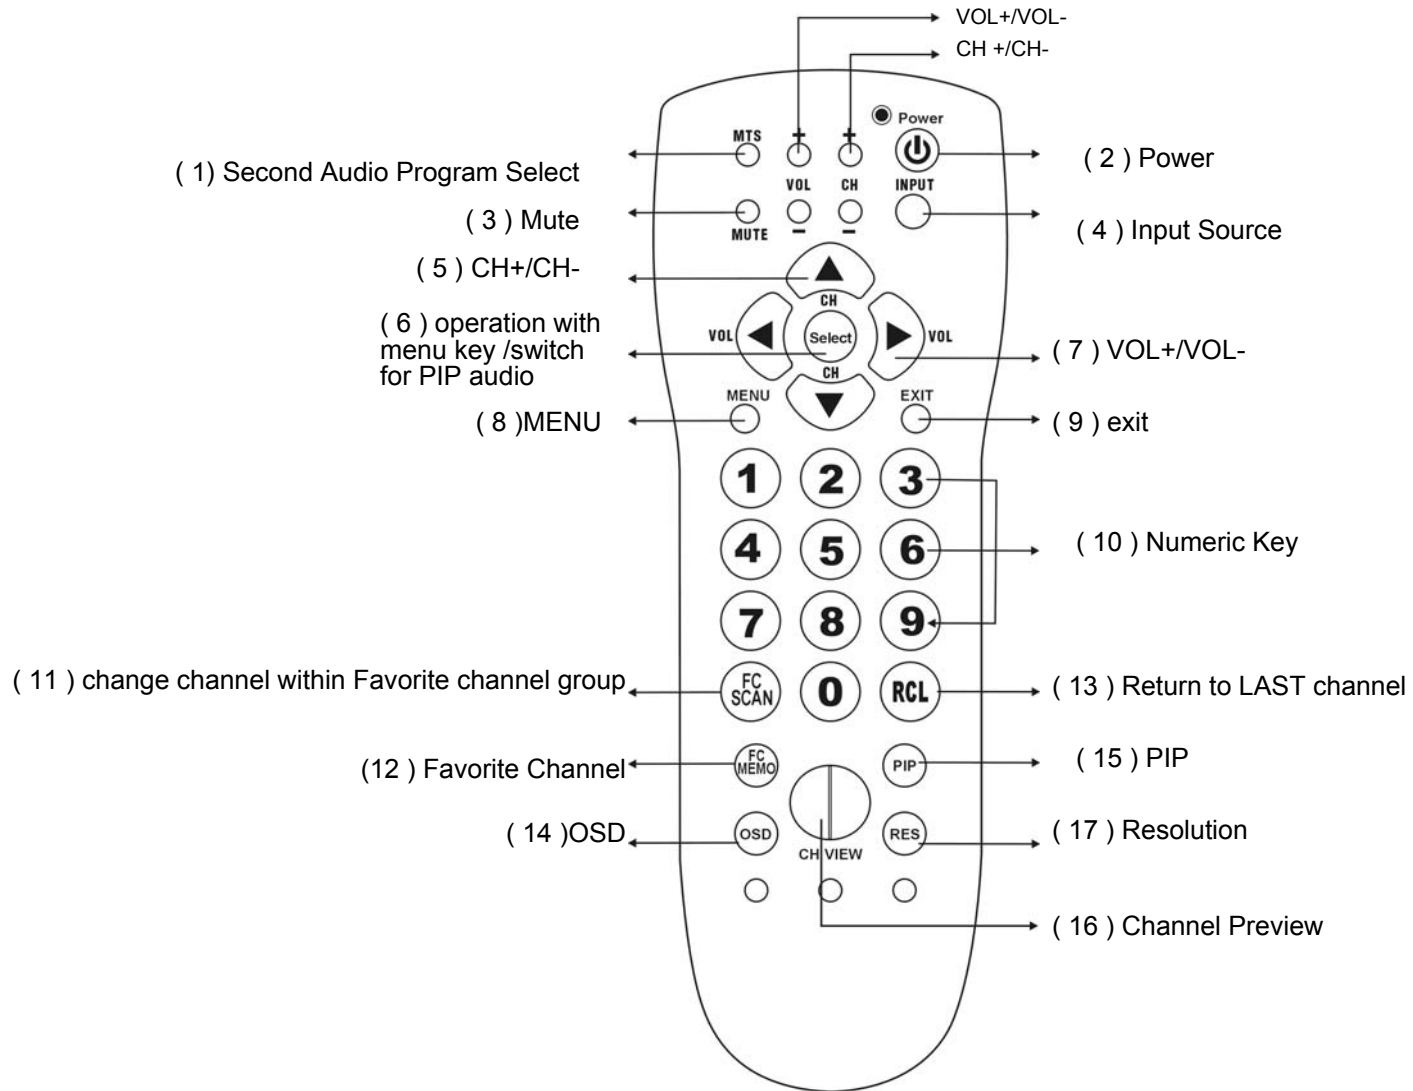 VOL+/VOL-
CH +/CH-
Power
MTS + +
( 1) Second Audio Program Select
( 2 ) Power
VOL CH INPUT
( 3 ) Mute
MUTE − −
( 4 ) Input Source
( 5 ) CH+/CH-
CH
( 6 ) operation with
menu key /switch
for PIP audio
VOL Select VOL
( 7 ) VOL+/VOL-
CH
MENU EXIT
( 8 )MENU
( 9 ) exit
1 2 3
4 5 6
( 10 ) Numeric Key
7 8 9
( 11 ) change channel within Favorite channel group
FC
SCAN
0 RCL
( 13 ) Return to LAST channel
(12 ) Favorite Channel
FC
MEMO
PIP
( 15 ) PIP
( 14 )OSD
OSD RES
( 17 ) Resolution
CH VIEW
( 16 ) Channel Preview